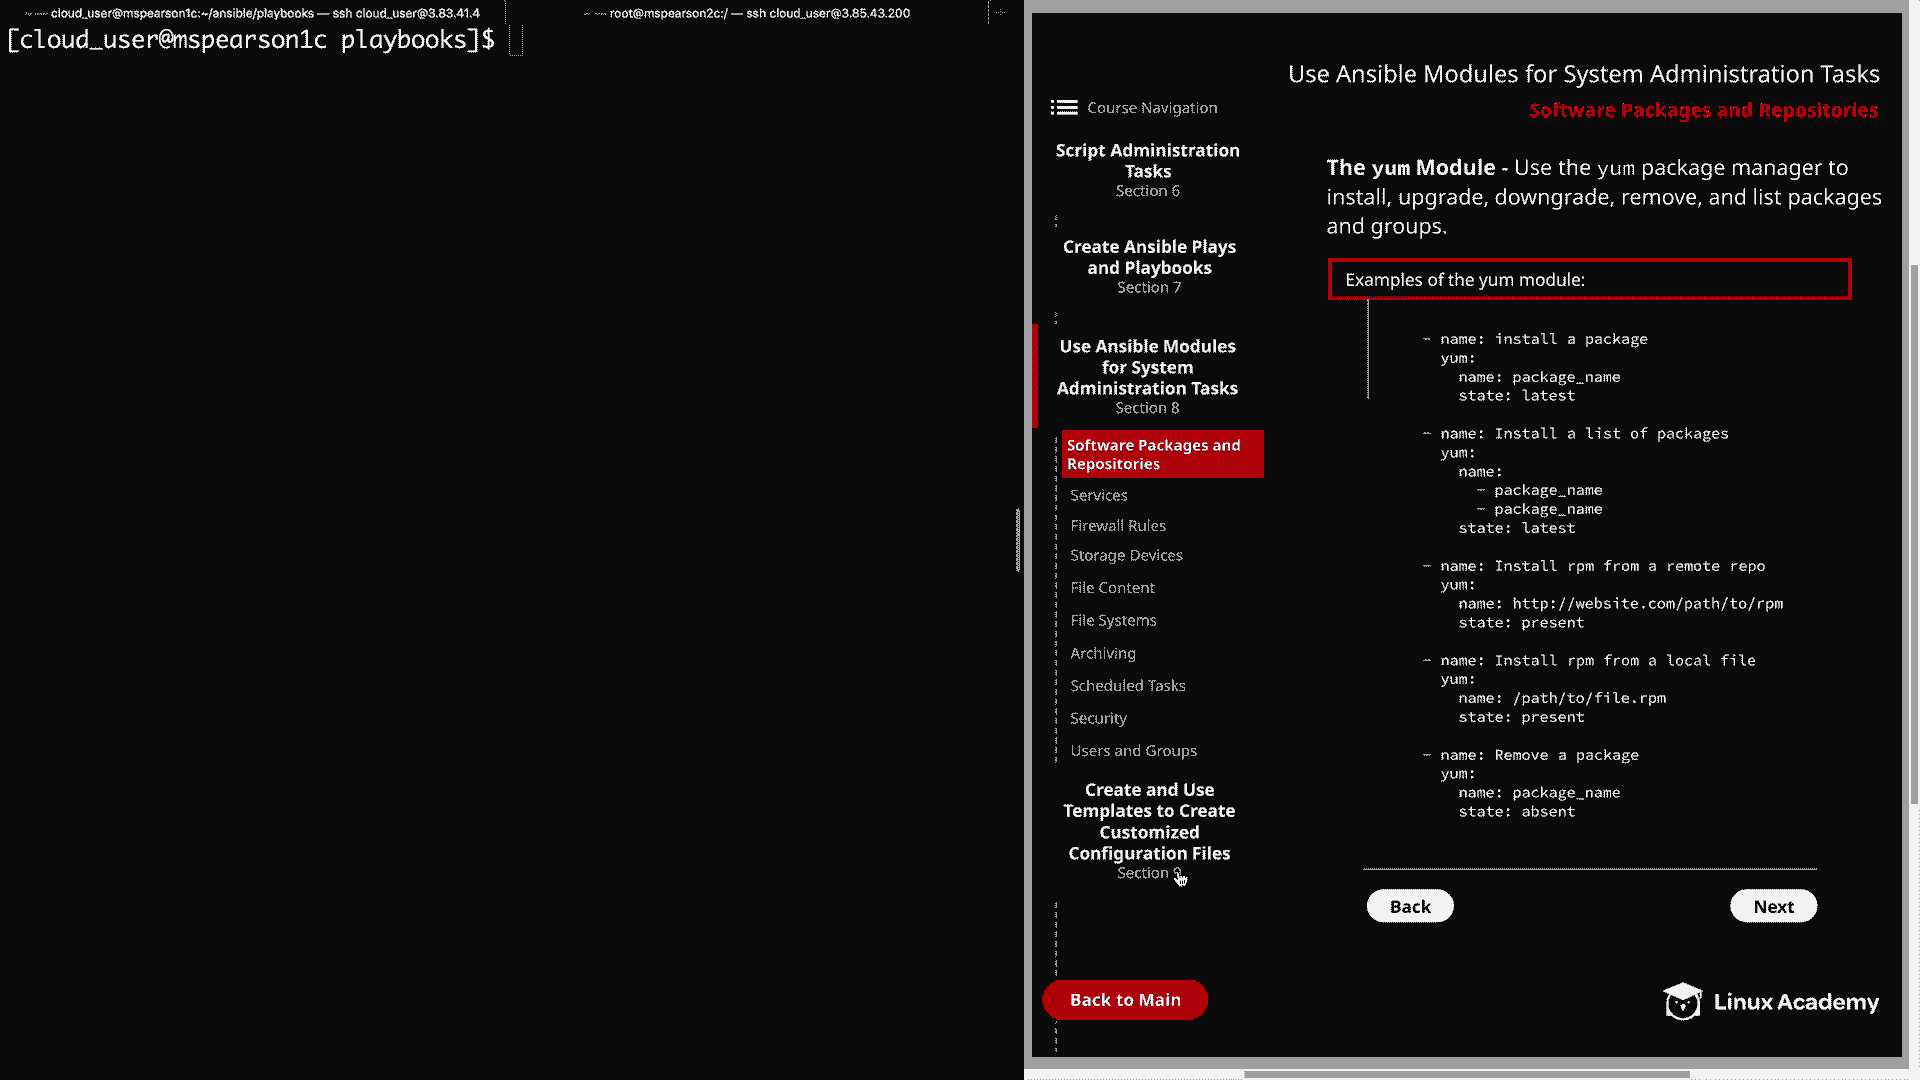 cloud_user@mspearson1c:~/ansible/playbooks — ssh cloud_user@3.83.41.4
root@mspearson2c:/ — ssh cloud_user@3.85.43.200
[cloud_user@mspearson1c playbooks]$
Use Ansible Modules for System Administration Tasks
Software Packages and Repositories
Course Navigation
Script Administration
Tasks
Section 6
Create Ansible Plays
and Playbooks
Section 7
Use Ansible Modules
for System
Administration Tasks
Section 8
Software Packages and
Repositories
Services
Firewall Rules
Storage Devices
File Content
File Systems
Archiving
Scheduled Tasks
Security
Users and Groups
Create and Use
Templates to Create
Customized
Configuration Files
Section 9
Back to Main
The yum Module - Use the yum package manager to
install, upgrade, downgrade, remove, and list packages
and groups.
Examples of the yum module:
- name: install a package
yum:
name: package_name
state: latest
- name: Install a list of packages
yum:
name:
- package_name
- package_name
state: latest
- name: Install rpm from a remote repo
yum:
name: http://website.com/path/to/rpm
state: present
- name: Install rpm from a local file
yum:
name: /path/to/file.rpm
state: present
- name: Remove a package
yum:
name: package_name
state: absent
Back
Next
Linux Academy